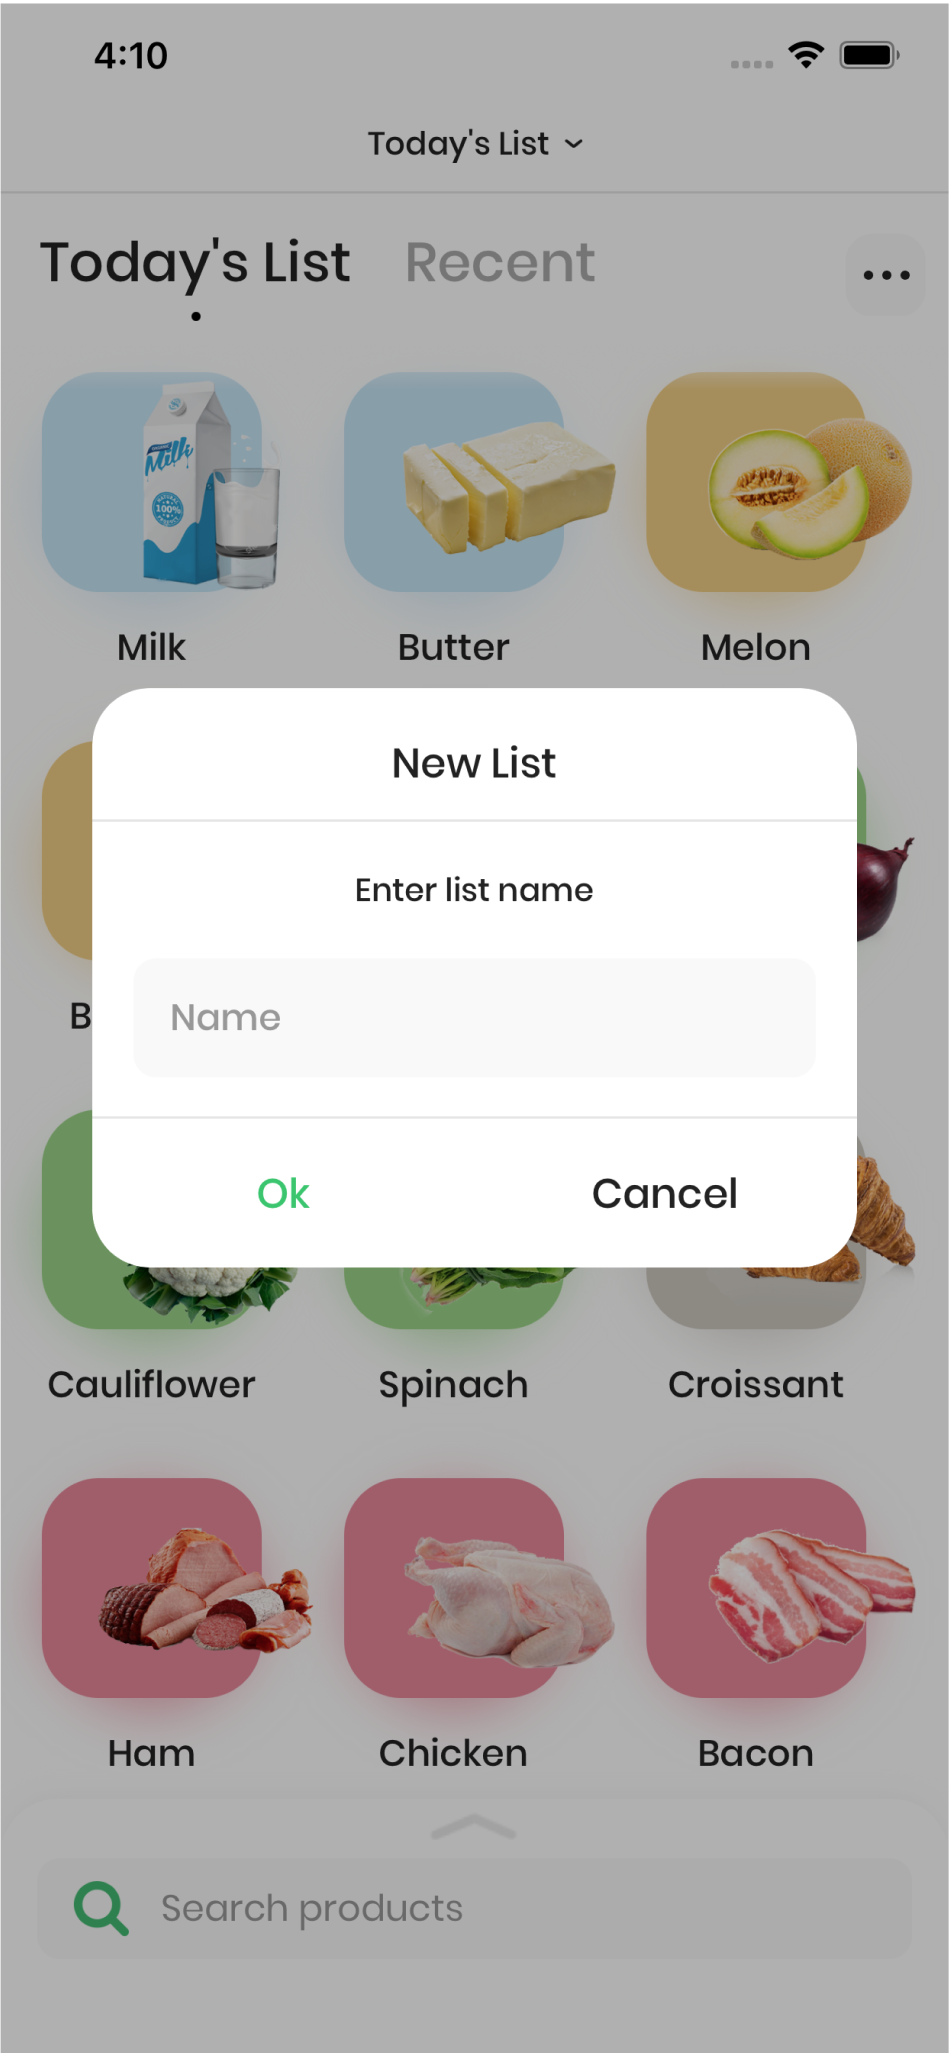 4:10
Today's List
Today's List Recent
Milk
100%
Milk Butter Melon
New List
Enter list name
B
Name
Ok Cancel
Cauliflower Spinach Croissant
Ham Chicken Bacon
Search products